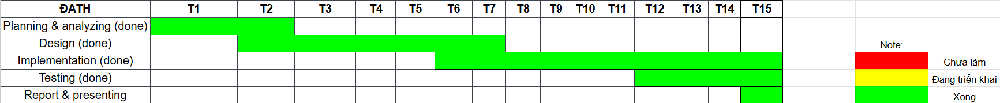 ĐATH T1 T2 T3 T4 T5 T6 T7 T8 T9 T10 T11 T12 T13 T14 T15
Planning & analyzing (done)
Design (done)
Note:
Implementation (done)
Chưa làm
Testing (done)
Đang triển khai
Report & presenting
Xong